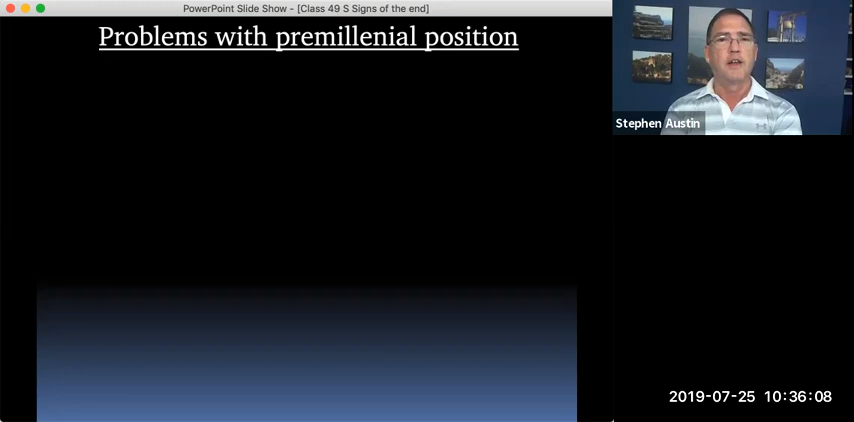 PowerPoint Slide Show - [Class 49 S Signs of the end]
Problems with premillenial position
Stephen Austin
2019-07-25 10:36:08